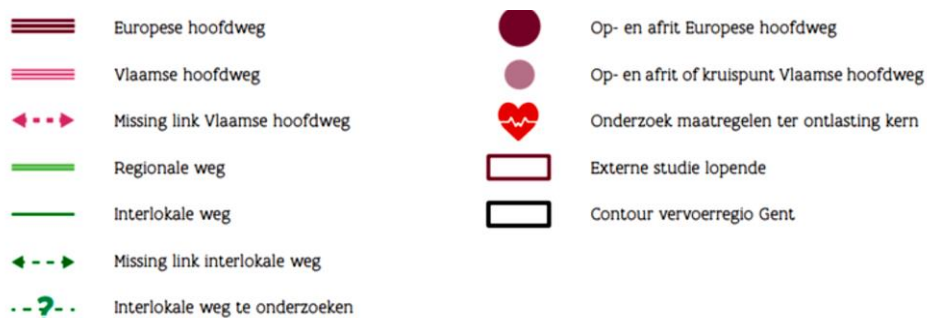 Europese hoofdweg
Vlaamse hoofdweg
Missing link Vlaamse hoofdweg
Regionale weg
Interlokale weg
Missing link interlokale weg
?
Interlokale weg te onderzoeken
Op- en afrit Europese hoofdweg
Op- en afrit of kruispunt Vlaamse hoofdweg
Onderzoek maatregelen ter ontlasting kern
Externe studie lopende
Contour vervoerregio Gent